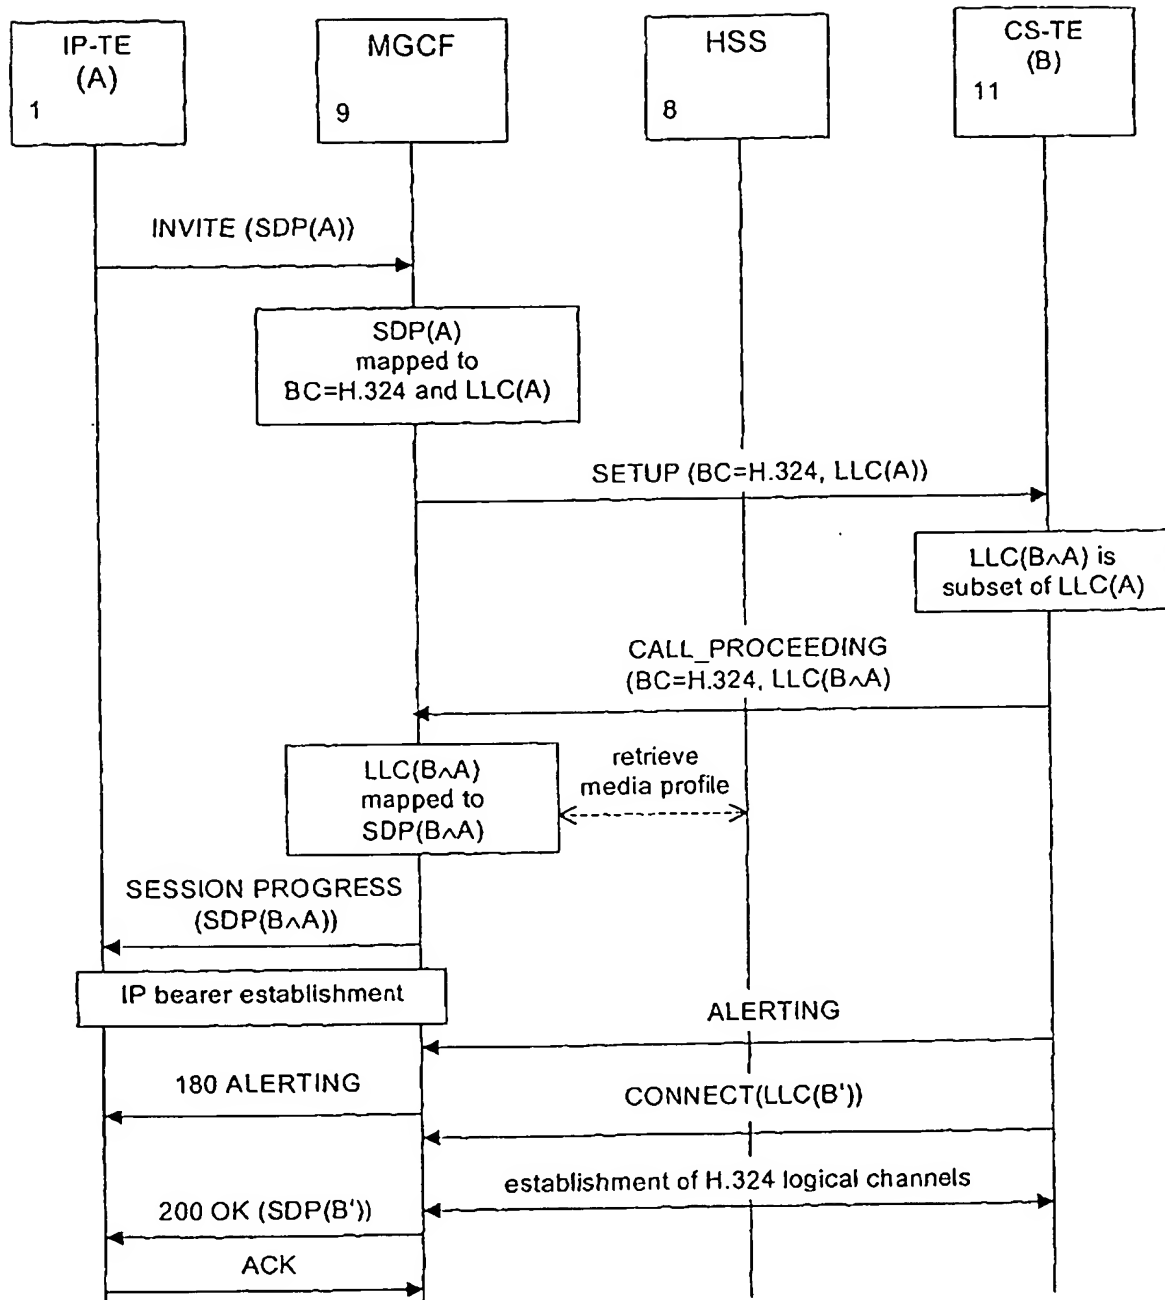 IP-TE
(A)
1
MGCF
9
HSS
8
CS-TE
(B)
11
INVITE (SDP(A))
SDP(A)
mapped to
BC=H.324 and LLC(A)
SETUP (BC=H.324, LLC(A))
LLC(B∧A) is
subset of LLC(A)
CALL_PROCEEDING
(BC=H.324, LLC(B∧A)
LLC(B∧A)
mapped to
SDP(B∧A)
retrieve
media profile
SESSION PROGRESS
(SDP(B∧A))
IP bearer establishment
ALERTING
180 ALERTING
CONNECT(LLC(B'))
establishment of H.324 logical channels
200 OK (SDP(B'))
ACK